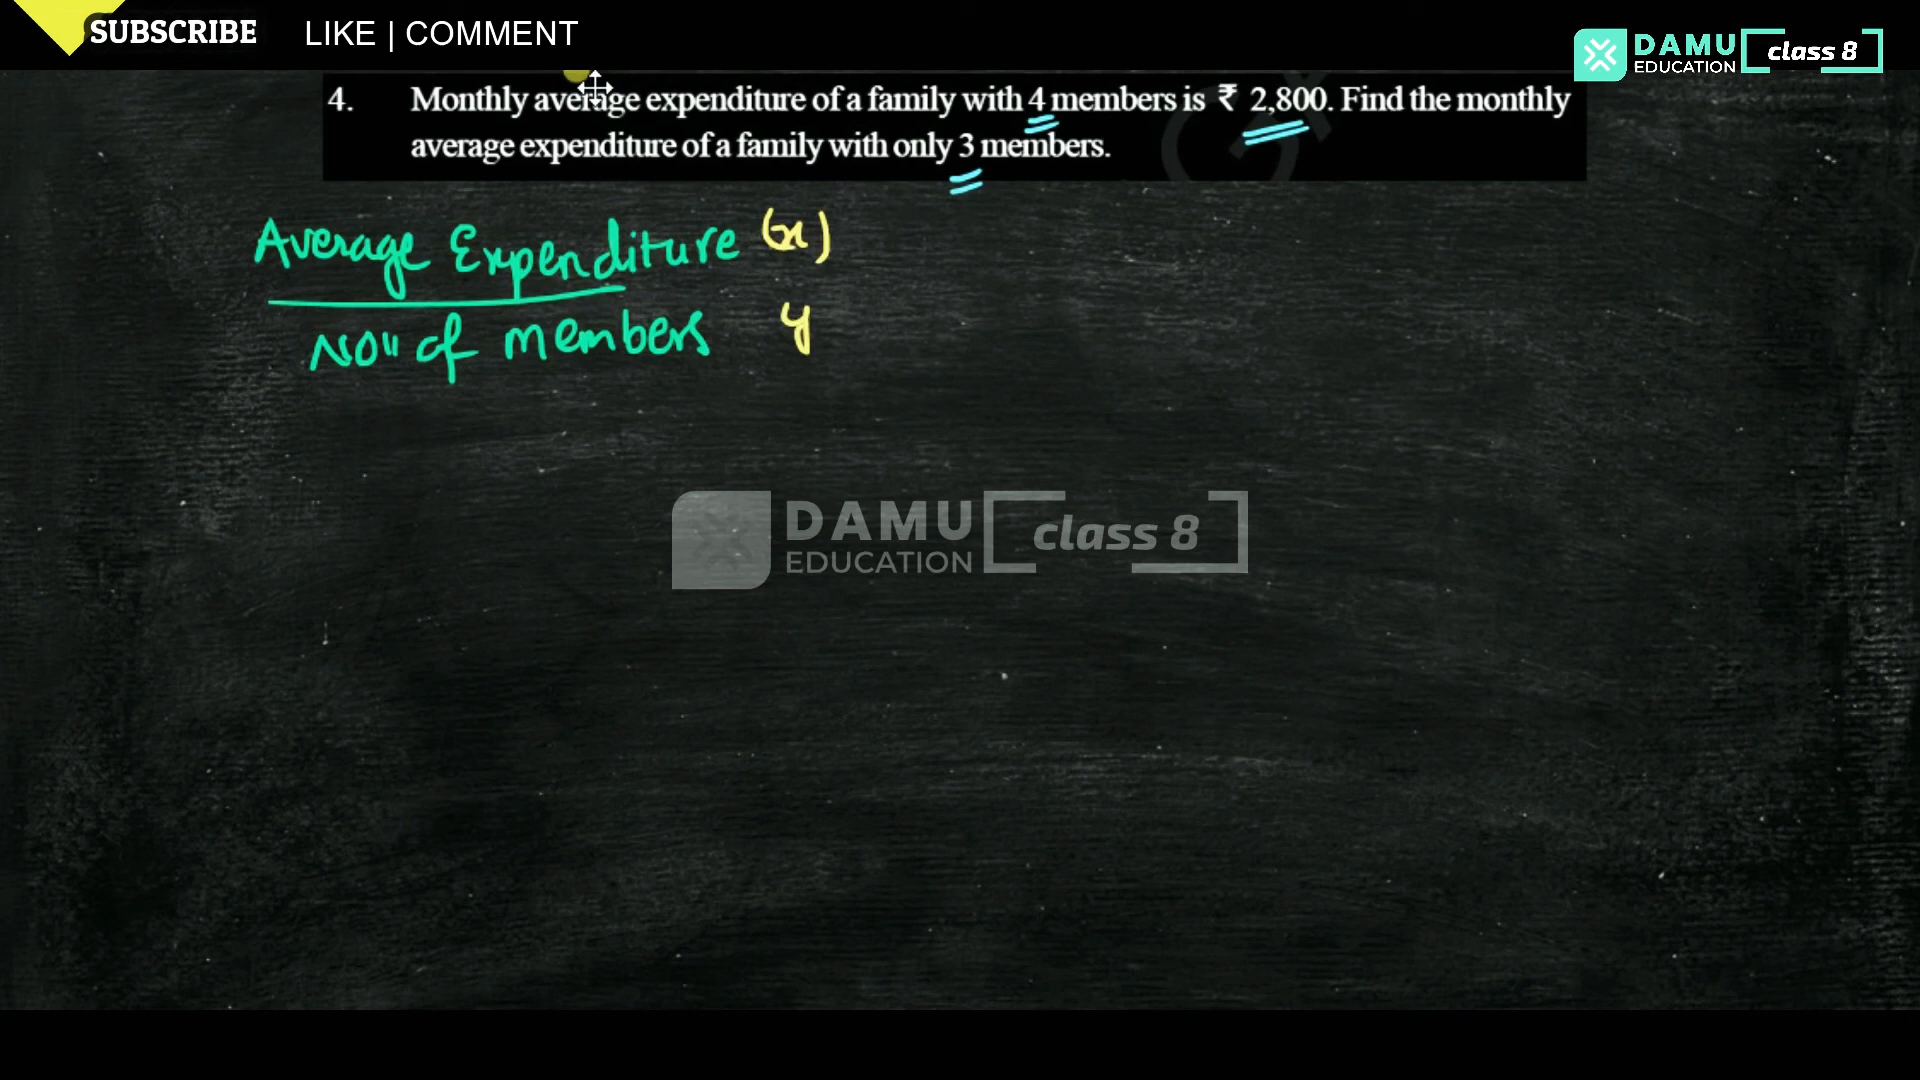 SUBSCRIBE LIKE | COMMENT
DAMU EDUCATION class 8
4. Monthly average expenditure of a family with 4 members is ₹ 2,800. Find the monthly
average expenditure of a family with only 3 members.
Average Expenditure (x)
No" of members y
DAMU EDUCATION class 8